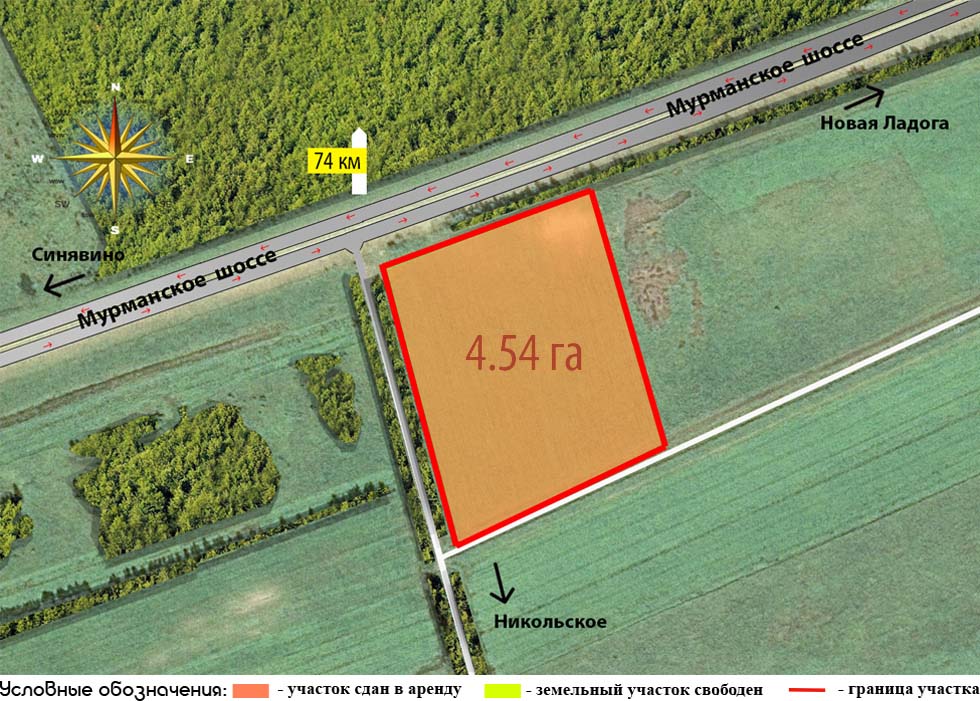 Мурманское шоссе
Новая Ладога
N
74 км
W
E
SW
S
Синявино
Мурманское шоссе
4.54 га
Никольское
Условные обозначения: - участок сдан в аренду - земельный участок свободен - граница участка